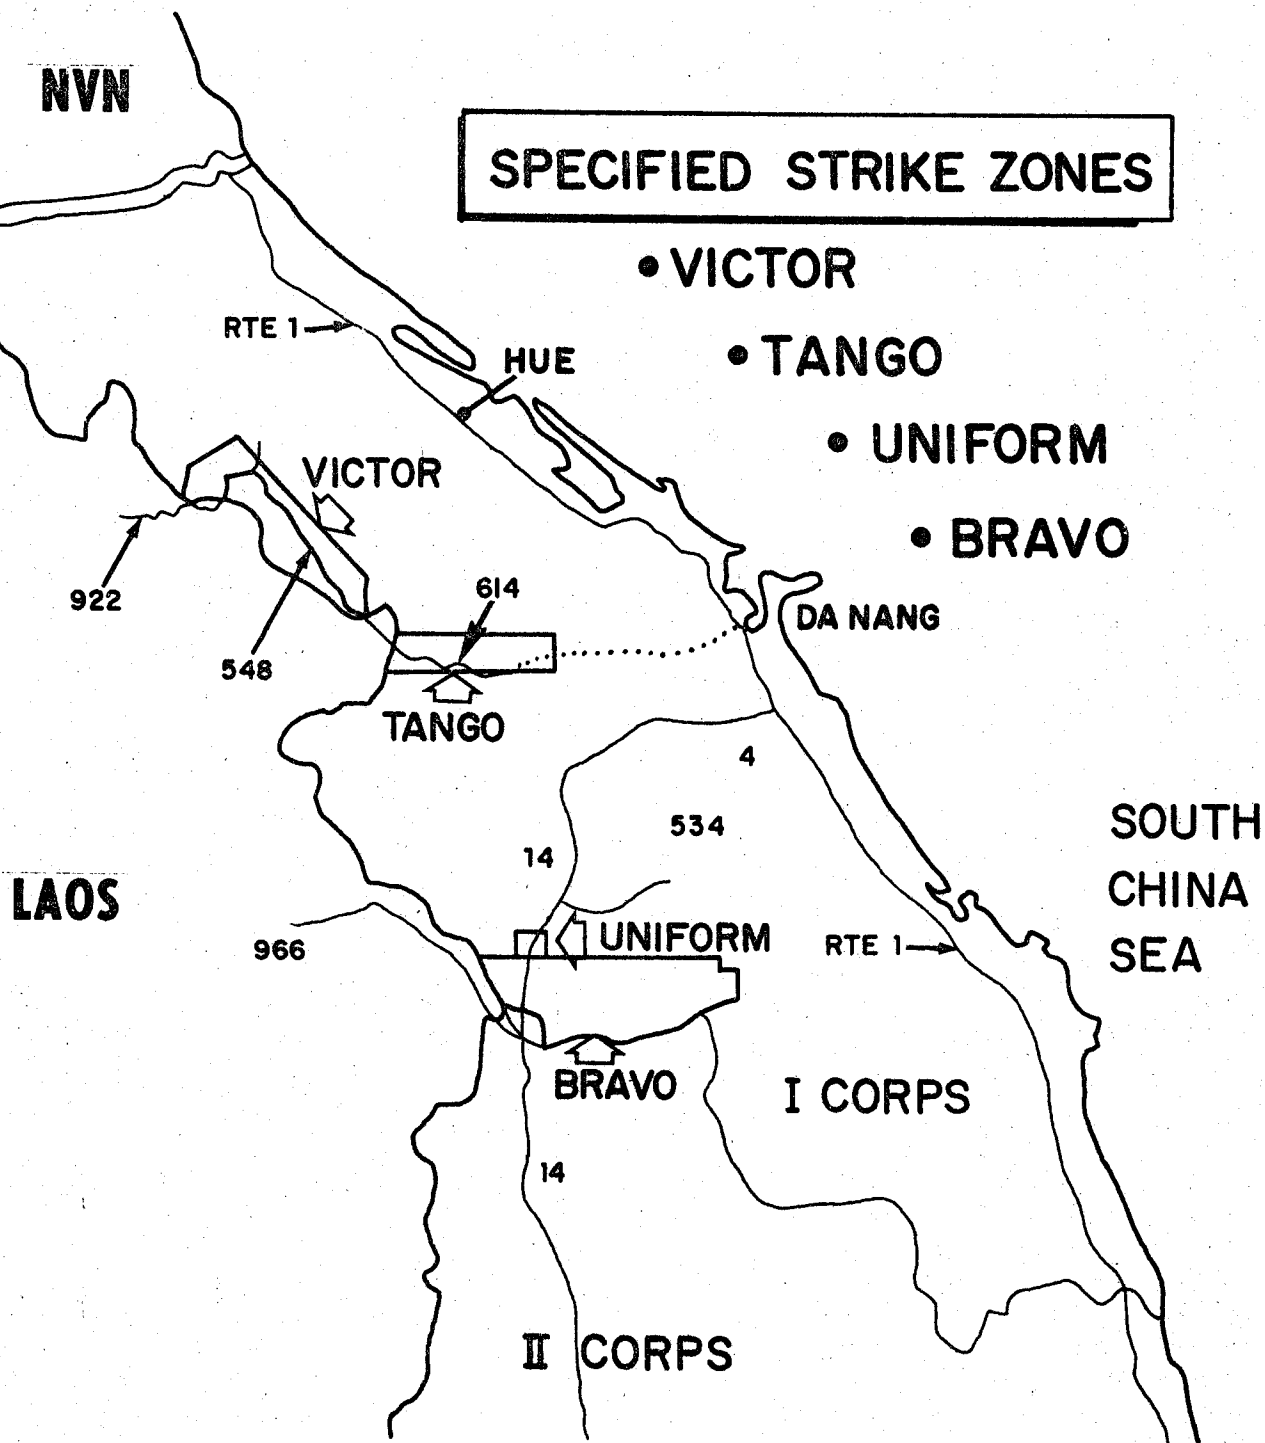 NVN
SPECIFIED STRIKE ZONES
• VICTOR
• TANGO
• UNIFORM
• BRAVO
RTE 1
HUE
VICTOR
922
548
614
DA NANG
TANGO
4
534
14
SOUTH
CHINA
SEA
LAOS
966
UNIFORM
RTE 1
BRAVO
I CORPS
14
II CORPS